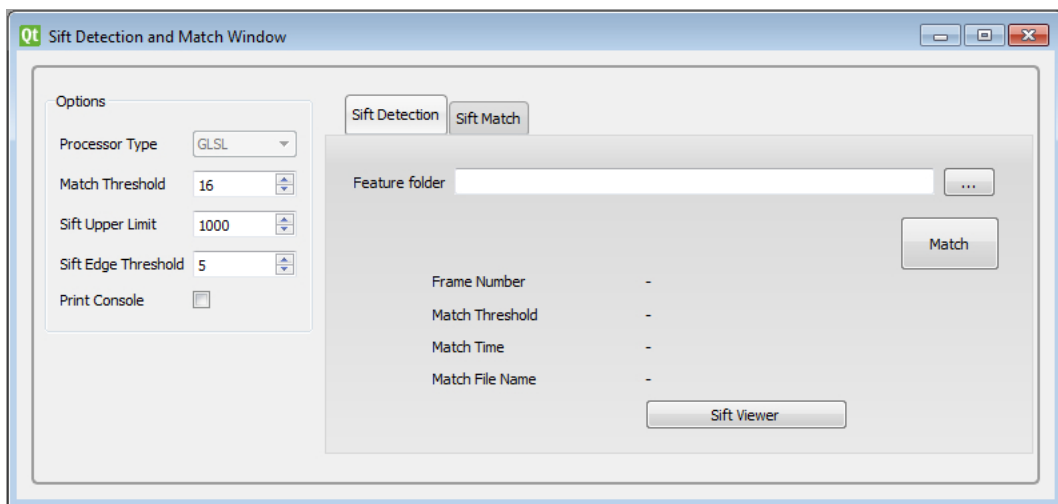 Qt Sift Detection and Match Window
Options
Processor Type GLSL
Match Threshold 16
Sift Upper Limit 1000
Sift Edge Threshold 5
Print Console
Sift Detection Sift Match
Feature folder ...
Match
Frame Number -
Match Threshold -
Match Time -
Match File Name -
Sift Viewer